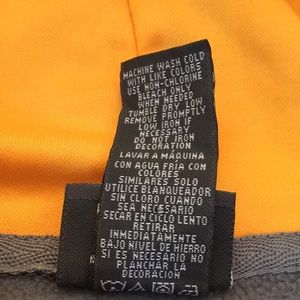 MACHINE WASH COLD
WITH LIKE COLORS
USE NON-CHLORINE
BLEACH ONLY
WHEN NEEDED
TUMBLE DRY LOW
REMOVE PROMPTLY
LOW IRON IF
NECESSARY
DO NOT IRON
DECORATION
LAVAR A MÁQUINA
CON AGUA FRÍA CON
COLORES
SIMILARES SOLO
UTILICE BLANQUEADOR
SIN CLORO CUANDO
SEA NECESARIO
SECAR EN CICLO LENTO
RETIRAR
INMEDIATAMENTE
BAJO NIVEL DE HIERRO
SI ES NECESARIO NO
PLANCHAR LA
DECORACIÓN